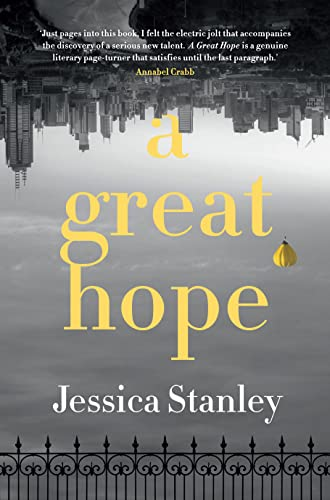 ‘Just pages into this book, I felt the electric jolt that accompanies
the discovery of a serious new talent. A Great Hope is a genuine
literary page-turner that satisfies until the last paragraph.’
Annabel Crabb
a
great
hope
Jessica Stanley